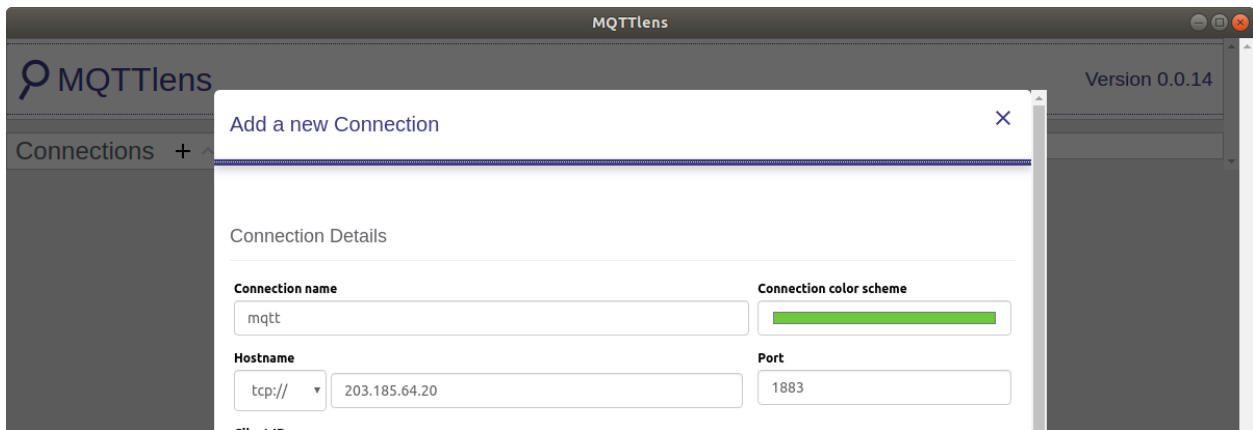 MQTTlens
MQTTlens
Version 0.0.14
Add a new Connection
Connections +
Connection Details
Connection name
Connection color scheme
mqtt
Hostname
Port
tcp://
203.185.64.20
1883